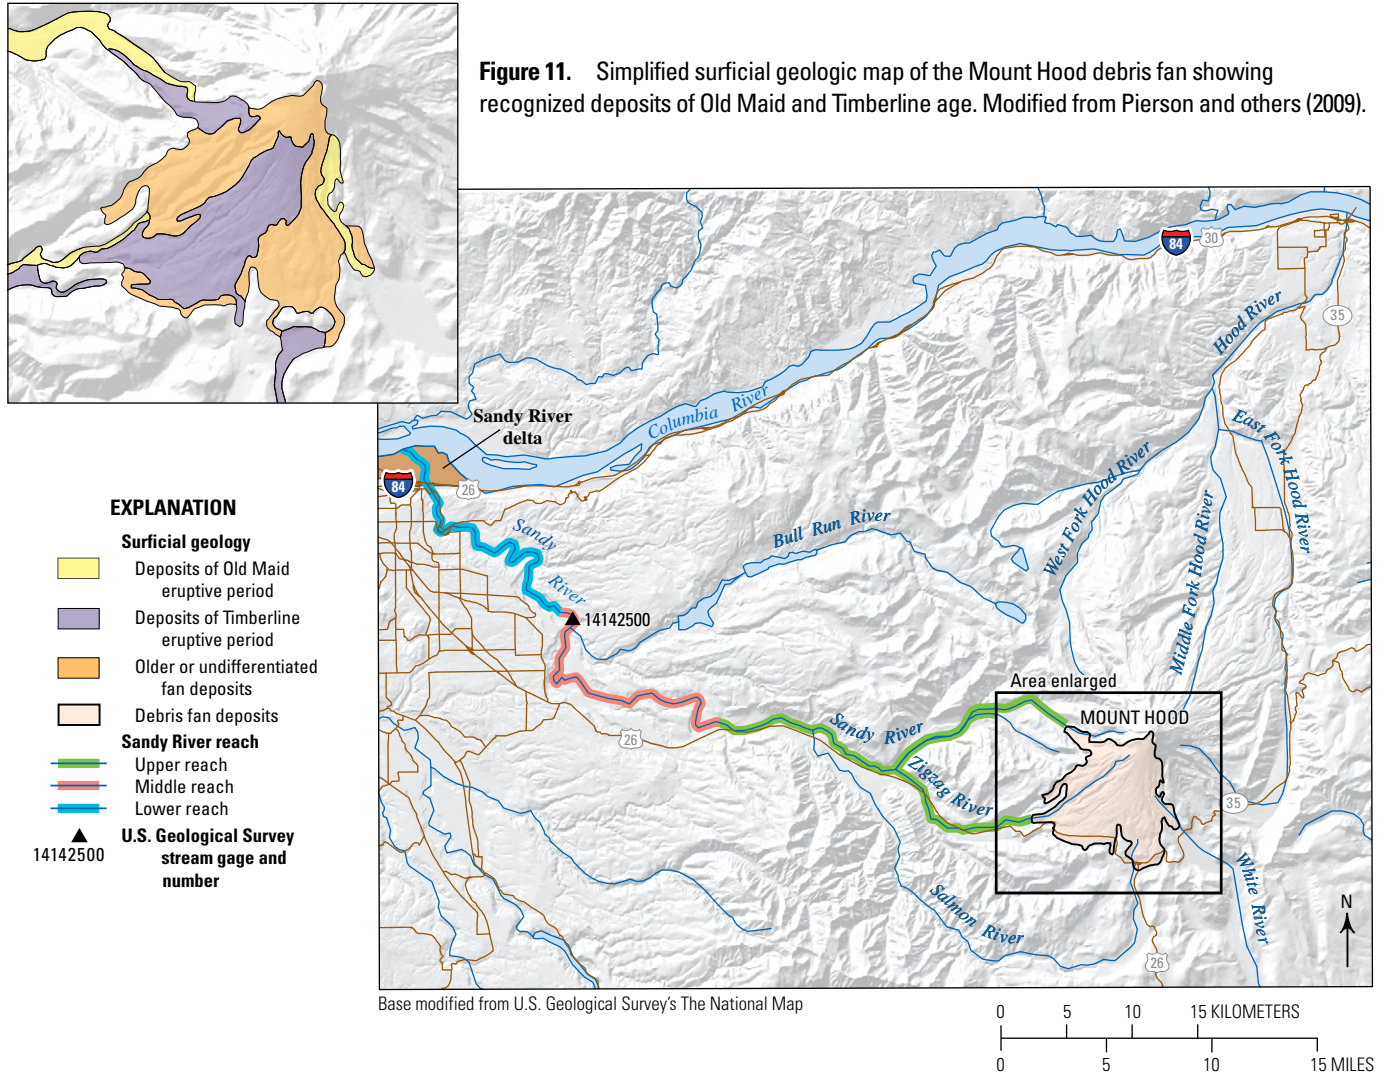 Figure 11. Simplified surficial geologic map of the Mount Hood debris fan showing
recognized deposits of Old Maid and Timberline age. Modified from Pierson and others (2009).
84
30
35
Hood River
Columbia River
Sandy River
delta
84
26
East Fork Hood River
West Fork Hood River
Middle Fork Hood River
Bull Run River
Sandy
River
14142500
EXPLANATION
Surficial geology
Deposits of Old Maid
eruptive period
Deposits of Timberline
eruptive period
Older or undifferentiated
fan deposits
Debris fan deposits
Sandy River reach
Upper reach
Middle reach
Lower reach
U.S. Geological Survey
stream gage and
number
14142500
Area enlarged
MOUNT HOOD
Sandy River
Zigzag River
26
35
Salmon River
White River
26
N
Base modified from U.S. Geological Survey's The National Map
0 5 10 15 KILOMETERS
0 5 10 15 MILES